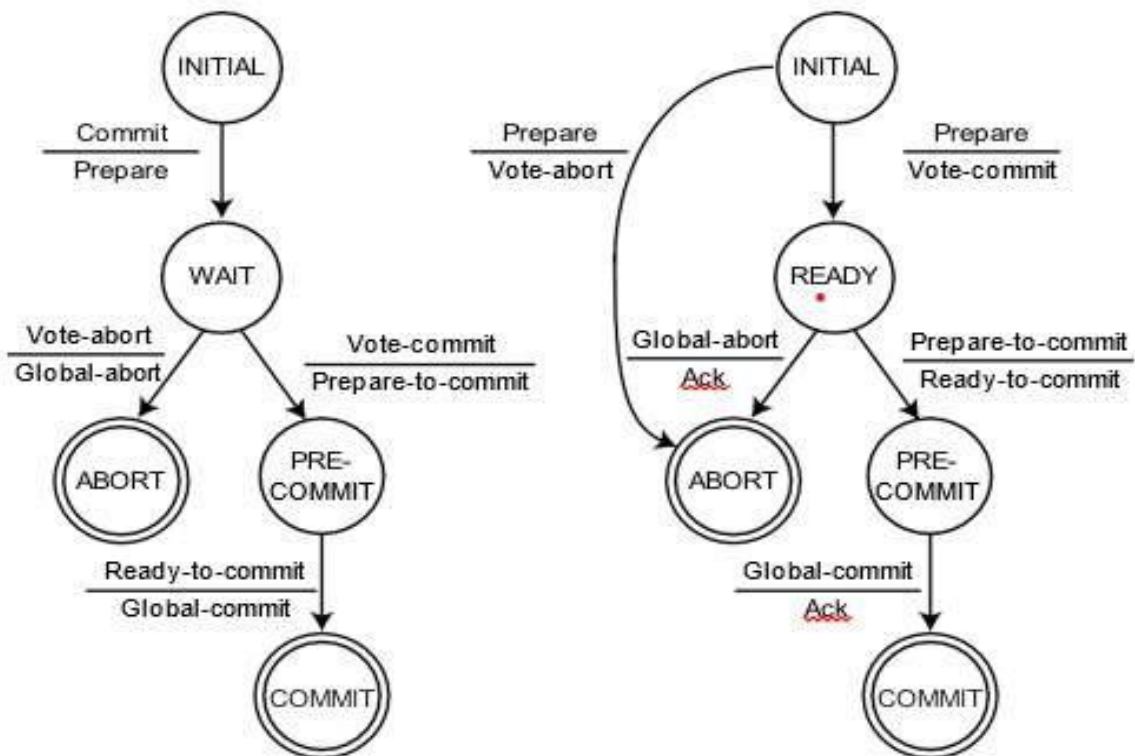 INITIAL
Commit
Prepare
WAIT
Vote-abort
Global-abort
Vote-commit
Prepare-to-commit
ABORT
PRE-
COMMIT
Ready-to-commit
Global-commit
COMMIT
INITIAL
Prepare
Vote-abort
Prepare
Vote-commit
READY
Global-abort
Ack
Prepare-to-commit
Ready-to-commit
ABORT
PRE-
COMMIT
Global-commit
Ack
COMMIT